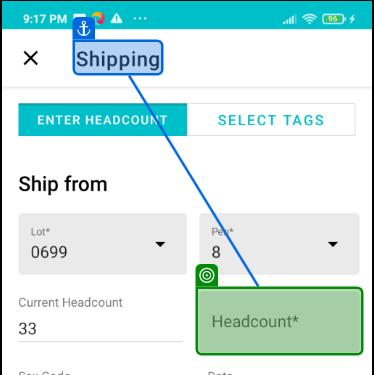 9:17 PM ... 96
Shipping
ENTER HEADCOUNT SELECT TAGS
Ship from
Lot* Pen*
0699 8
Current Headcount
33 Headcount*
Sex Code Date